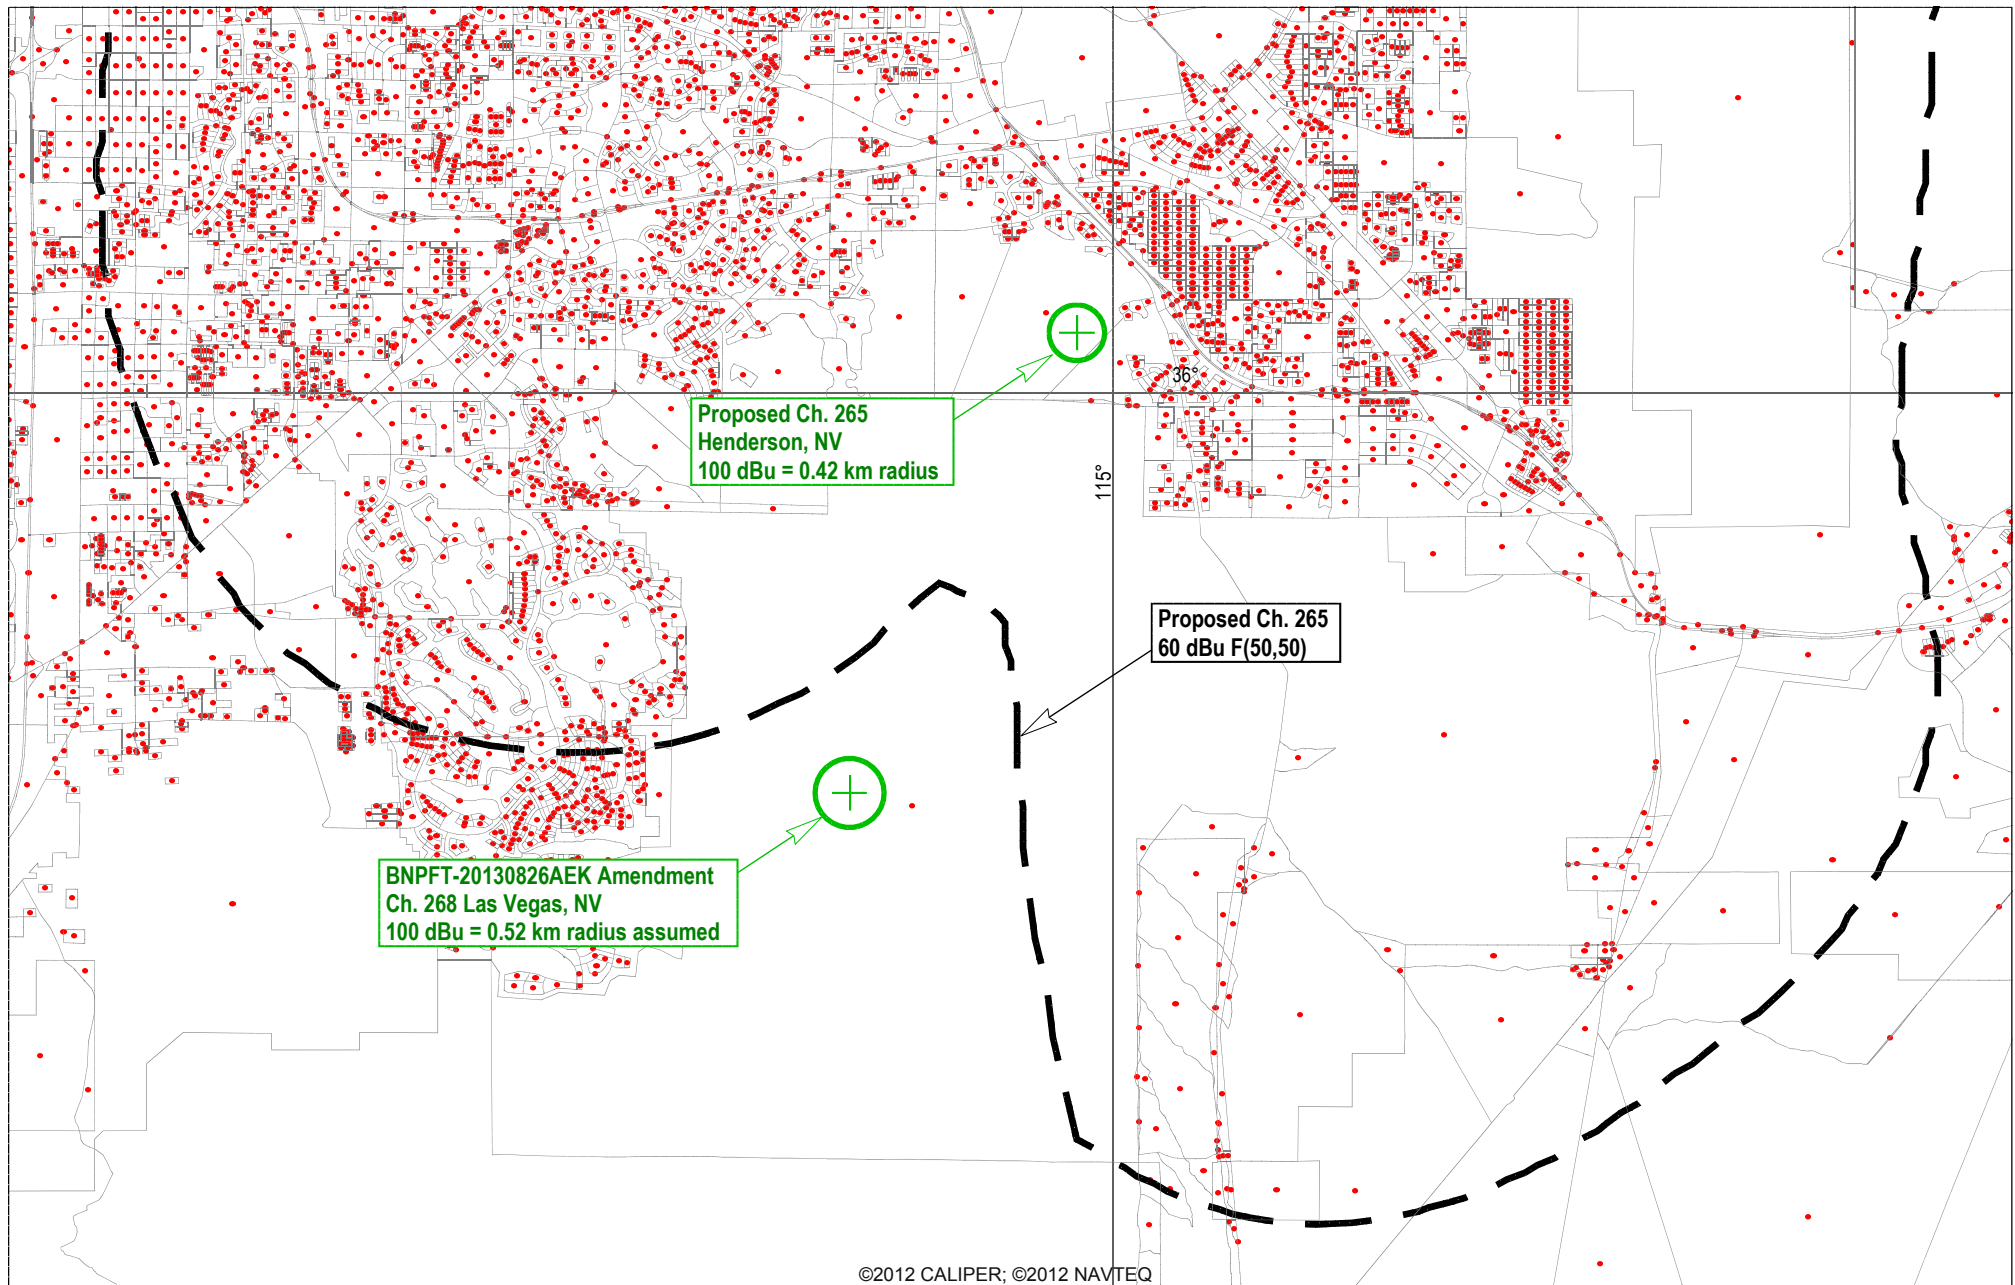 36°
Proposed Ch. 265
Henderson, NV
100 dBu = 0.42 km radius
115°
Proposed Ch. 265
60 dBu F(50,50)
BNPFT-20130826AEK Amendment
Ch. 268 Las Vegas, NV
100 dBu = 0.52 km radius assumed
©2012 CALIPER; ©2012 NAVTEQ